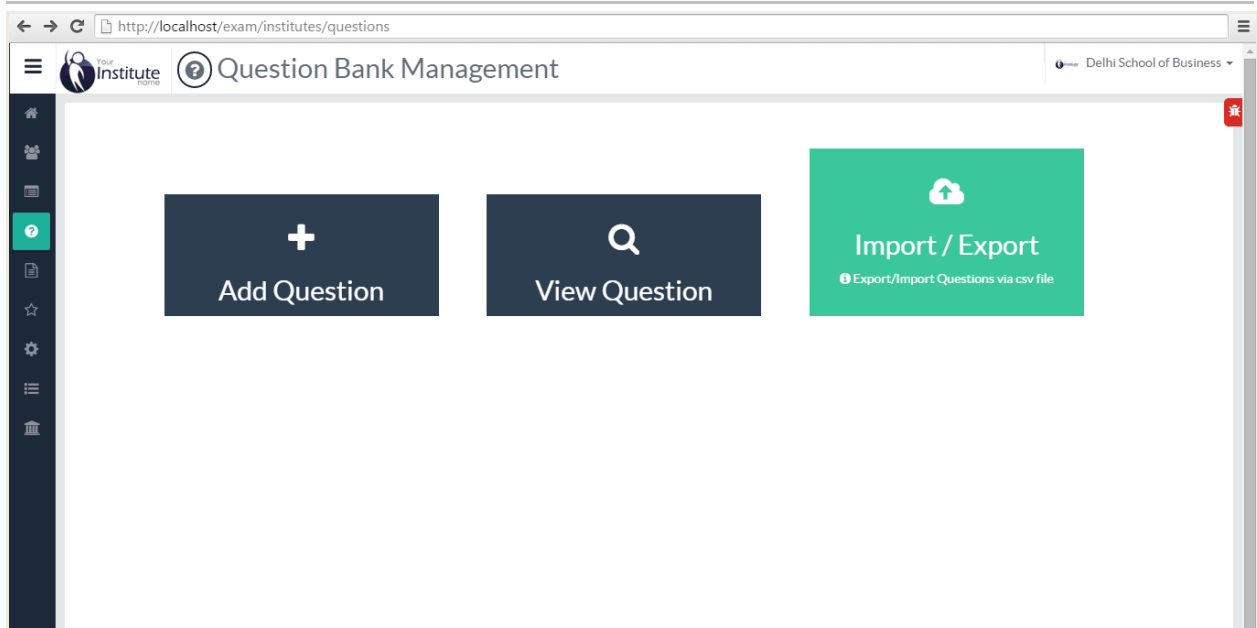 http://localhost/exam/institutes/questions
Your
Institute
name
Question Bank Management
Delhi School of Business
Add Question
View Question
Import / Export
Export/Import Questions via csv file